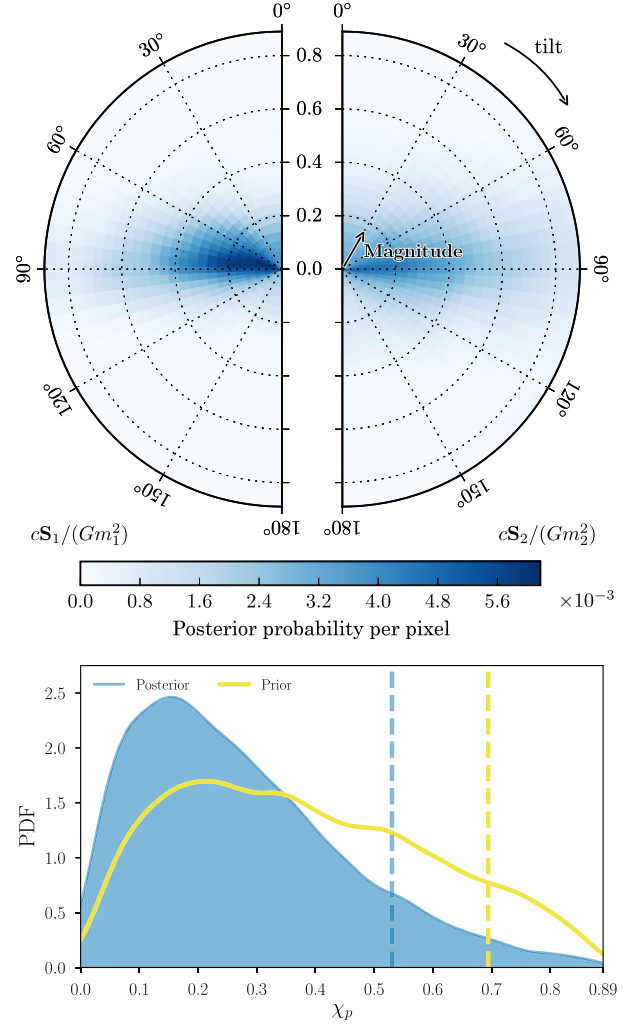 0° 0°
30° 30° tilt
60° 60°
90° 90°
120° 120°
150° 150°
180° 180°
0.8
0.6
0.4
0.2
0.0
Magnitude
cS₁/(Gm₁²) cS₂/(Gm₂²)
0.0 0.8 1.6 2.4 3.2 4.0 4.8 5.6 ×10⁻³
Posterior probability per pixel
Posterior Prior
2.5
2.0
1.5
1.0
0.5
0.0
PDF
0.0 0.1 0.2 0.3 0.4 0.5 0.6 0.7 0.8 0.89
χₚ